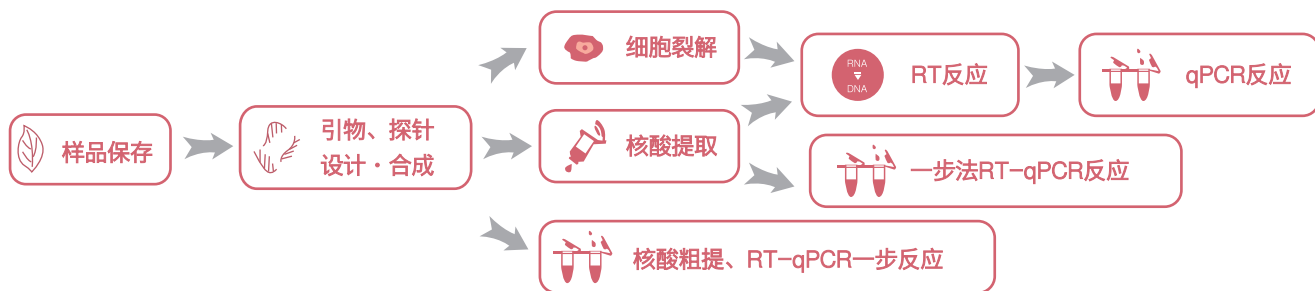 样品保存
引物、探针
设计·合成
细胞裂解
核酸提取
核酸粗提、RT-qPCR一步反应
RNA
DNA
RT反应
一步法RT-qPCR反应
qPCR反应